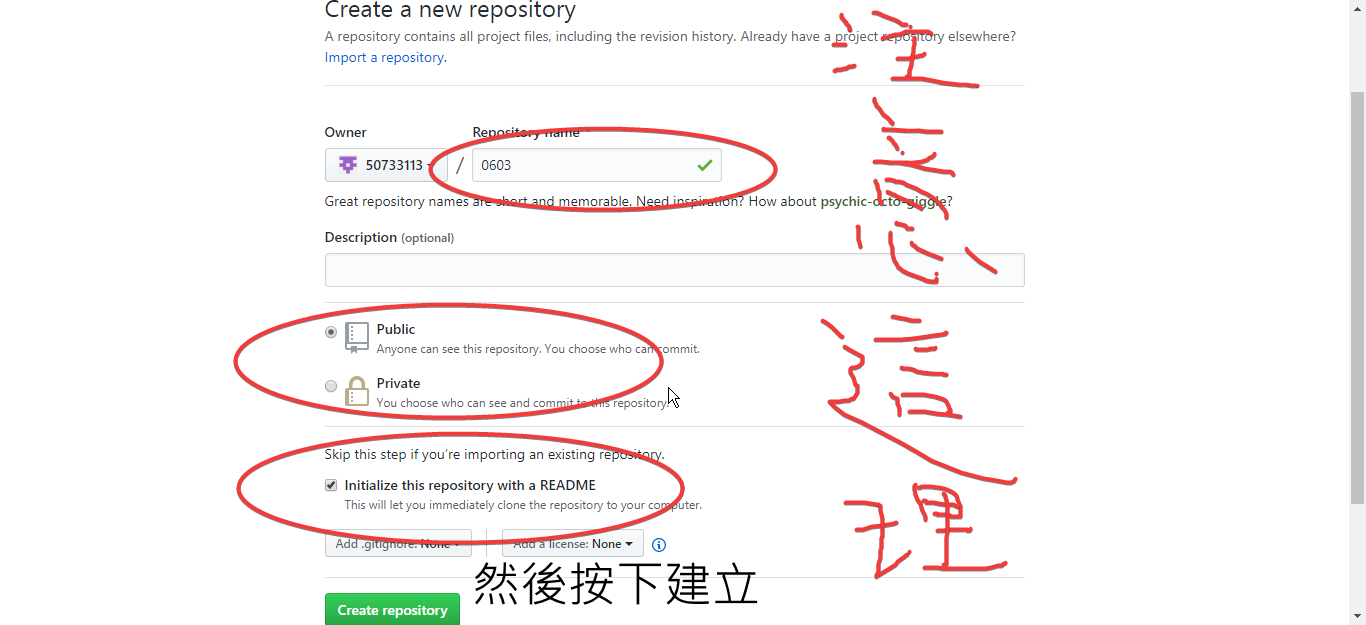 Create a new repository
A repository contains all project files, including the revision history. Already have a project repository elsewhere?
Import a repository.
Owner
Repository name
50733113
/
0603
Great repository names are short and memorable. Need inspiration? How about psychic-octo-giggle?
Description (optional)
Public
Anyone can see this repository. You choose who can commit.
Private
You choose who can see and commit to this repository.
Skip this step if you're importing an existing repository.
Initialize this repository with a README
This will let you immediately clone the repository to your computer.
Add .gitignore: None
Add a license: None
然後按下建立
Create repository
注意這理